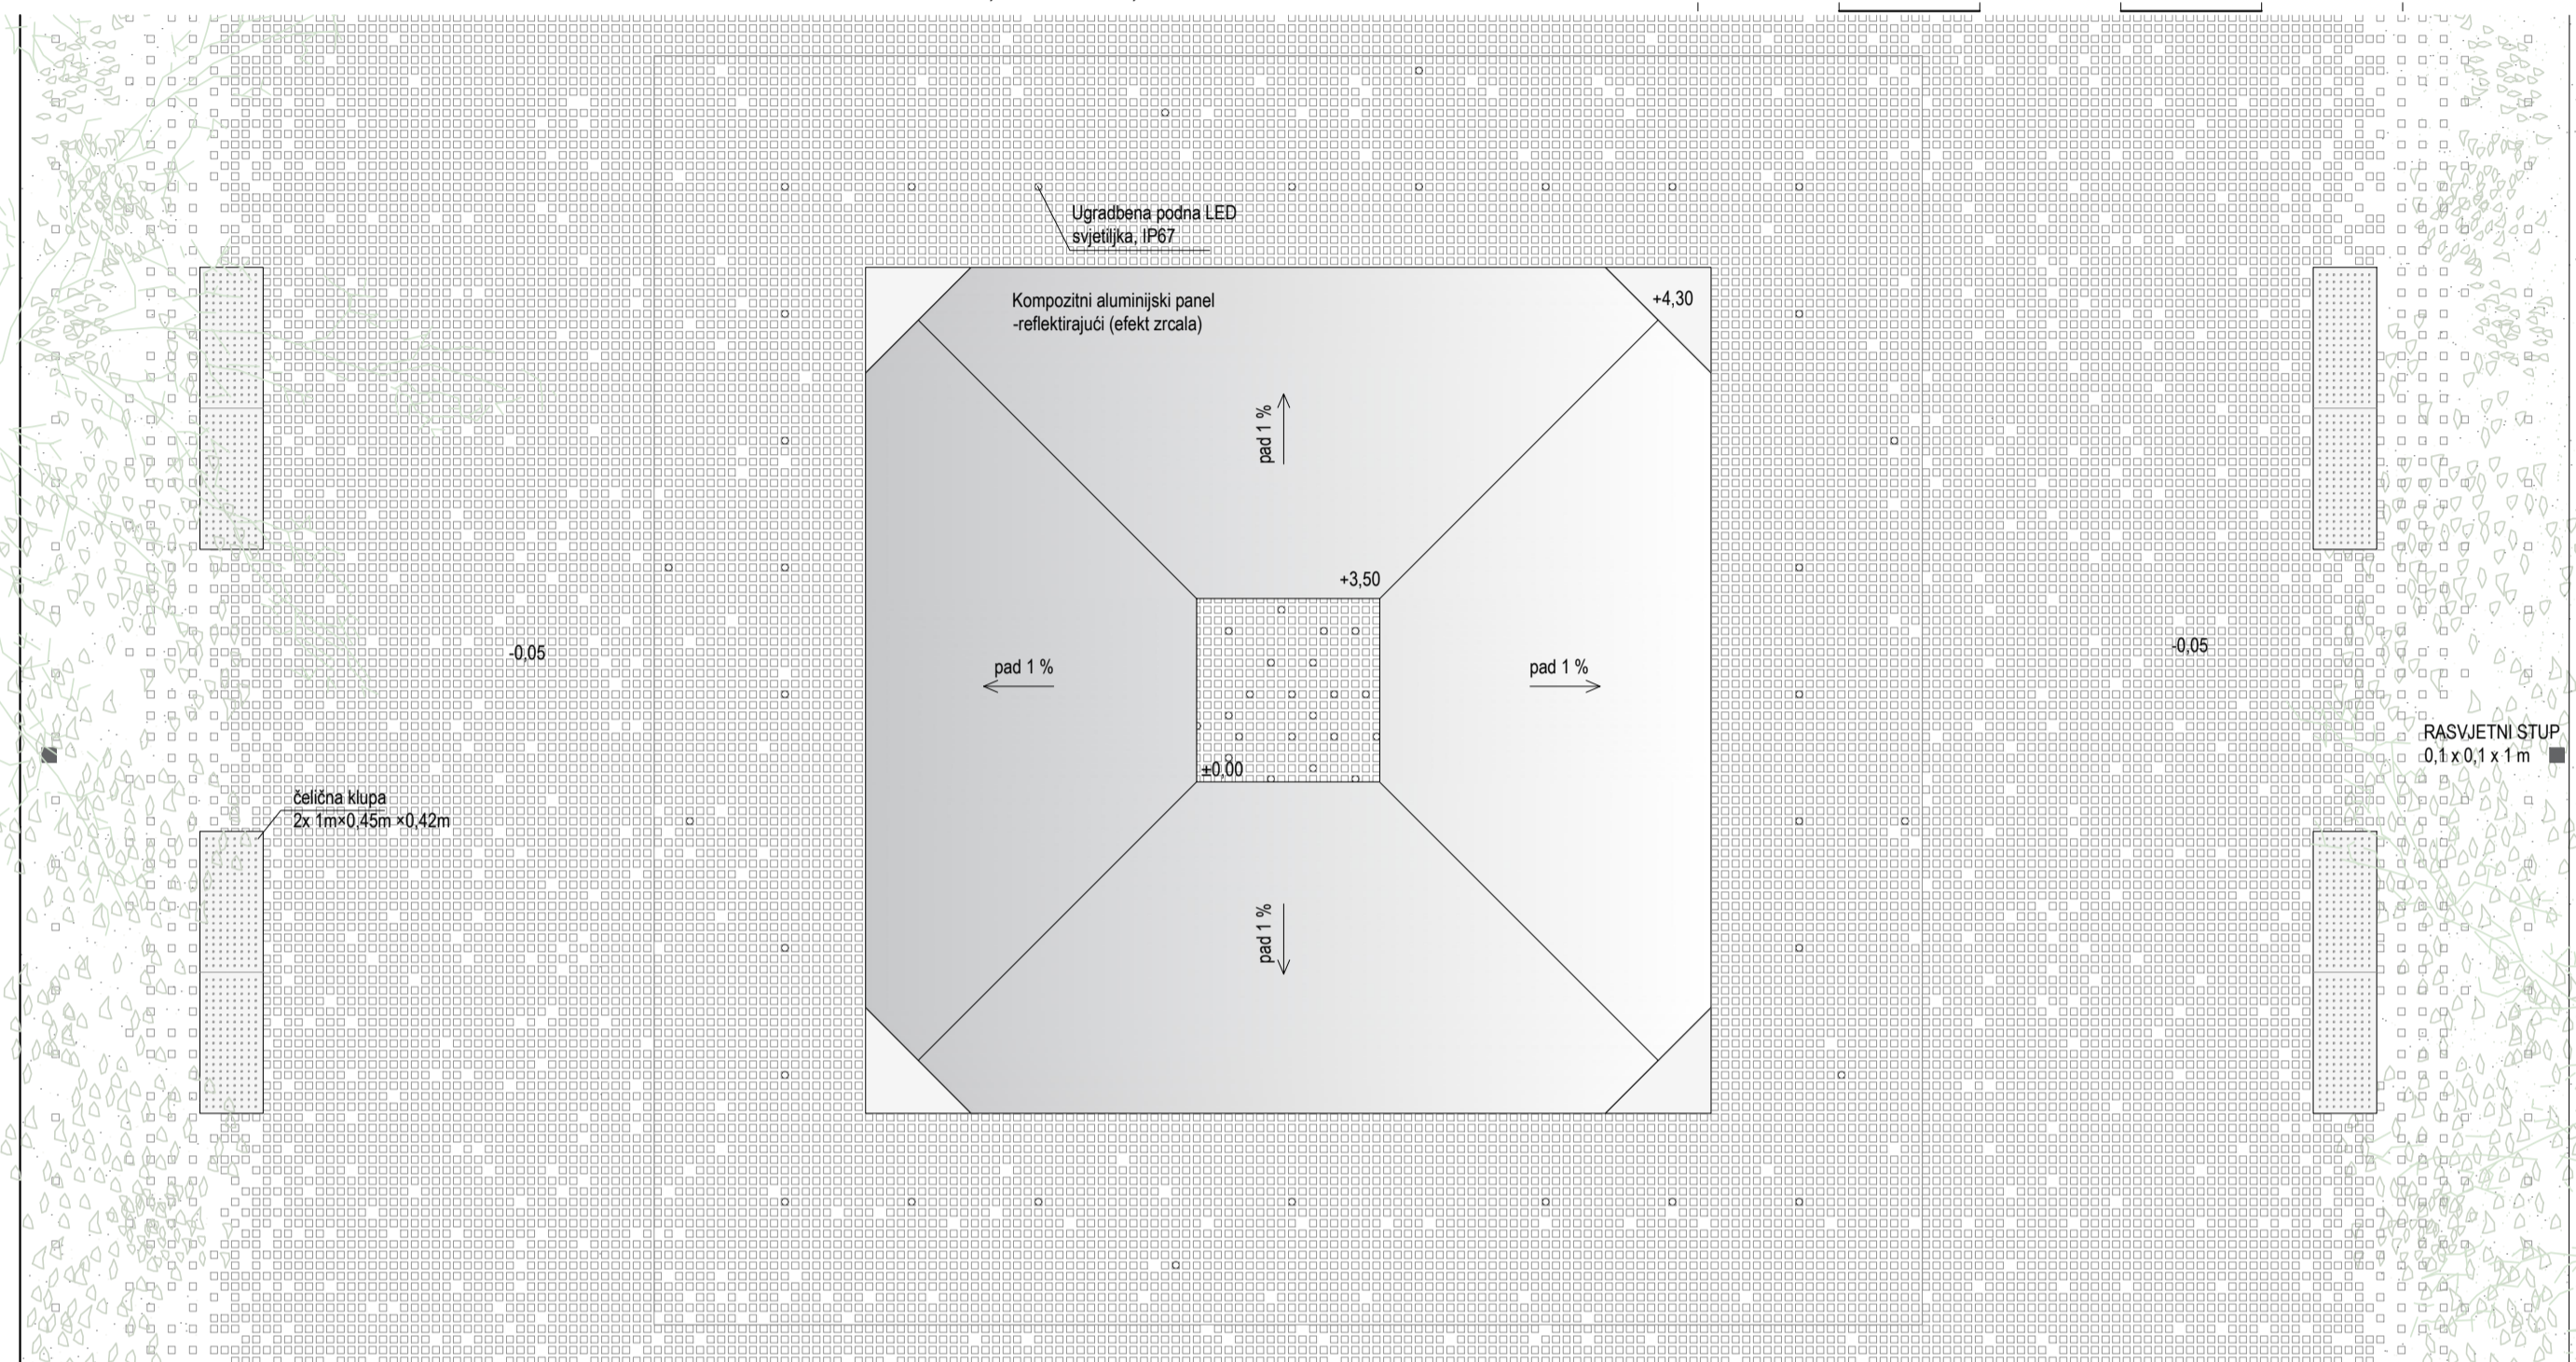 Ugradbena podna LED
svjetiljka, IP67
Kompozitni aluminijski panel
-reflektirajući (efekt zrcala)
+4,30
pad 1 %
+3,50
-0,05
pad 1 %
pad 1 %
-0,05
RASVJETNI STUP
0,1 x 0,1 x 1 m
±0,00
čelična klupa
2x 1m×0,45m ×0,42m
pad 1 %